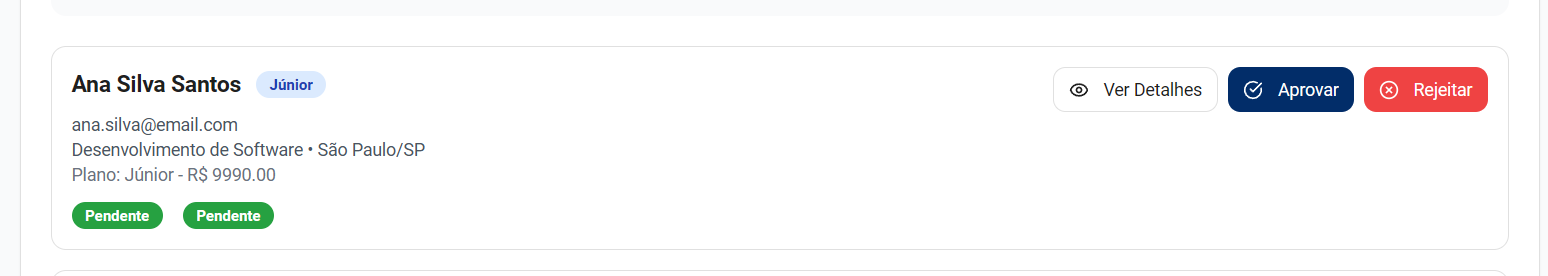 Ana Silva Santos Júnior
Ver Detalhes Aprovar Rejeitar
ana.silva@email.com
Desenvolvimento de Software • São Paulo/SP
Plano: Júnior - R$ 9990.00
Pendente Pendente